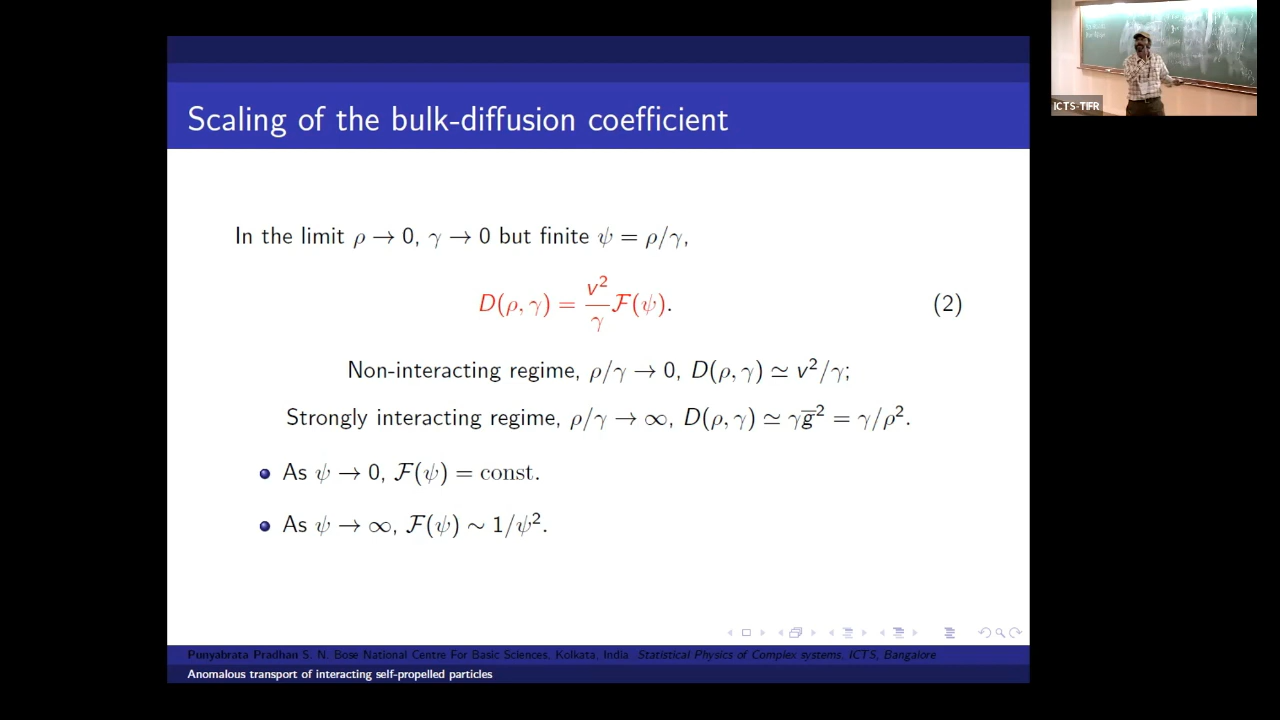 Scaling of the bulk-diffusion coefficient
In the limit ρ → 0, γ → 0 but finite ψ = ρ/γ,
D(ρ, γ) = v²/γ 𝓕(ψ). (2)
Non-interacting regime, ρ/γ → 0, D(ρ, γ) ≃ v²/γ;
Strongly interacting regime, ρ/γ → ∞, D(ρ, γ) ≃ γg̅² = γ/ρ².
As ψ → 0, 𝓕(ψ) = const.
As ψ → ∞, 𝓕(ψ) ∼ 1/ψ².
Punyabrata Pradhan S. N. Bose National Centre For Basic Sciences, Kolkata, India Statistical Physics of Complex systems, ICTS, Bangalore
Anomalous transport of interacting self-propelled particles
ICTS-TIFR